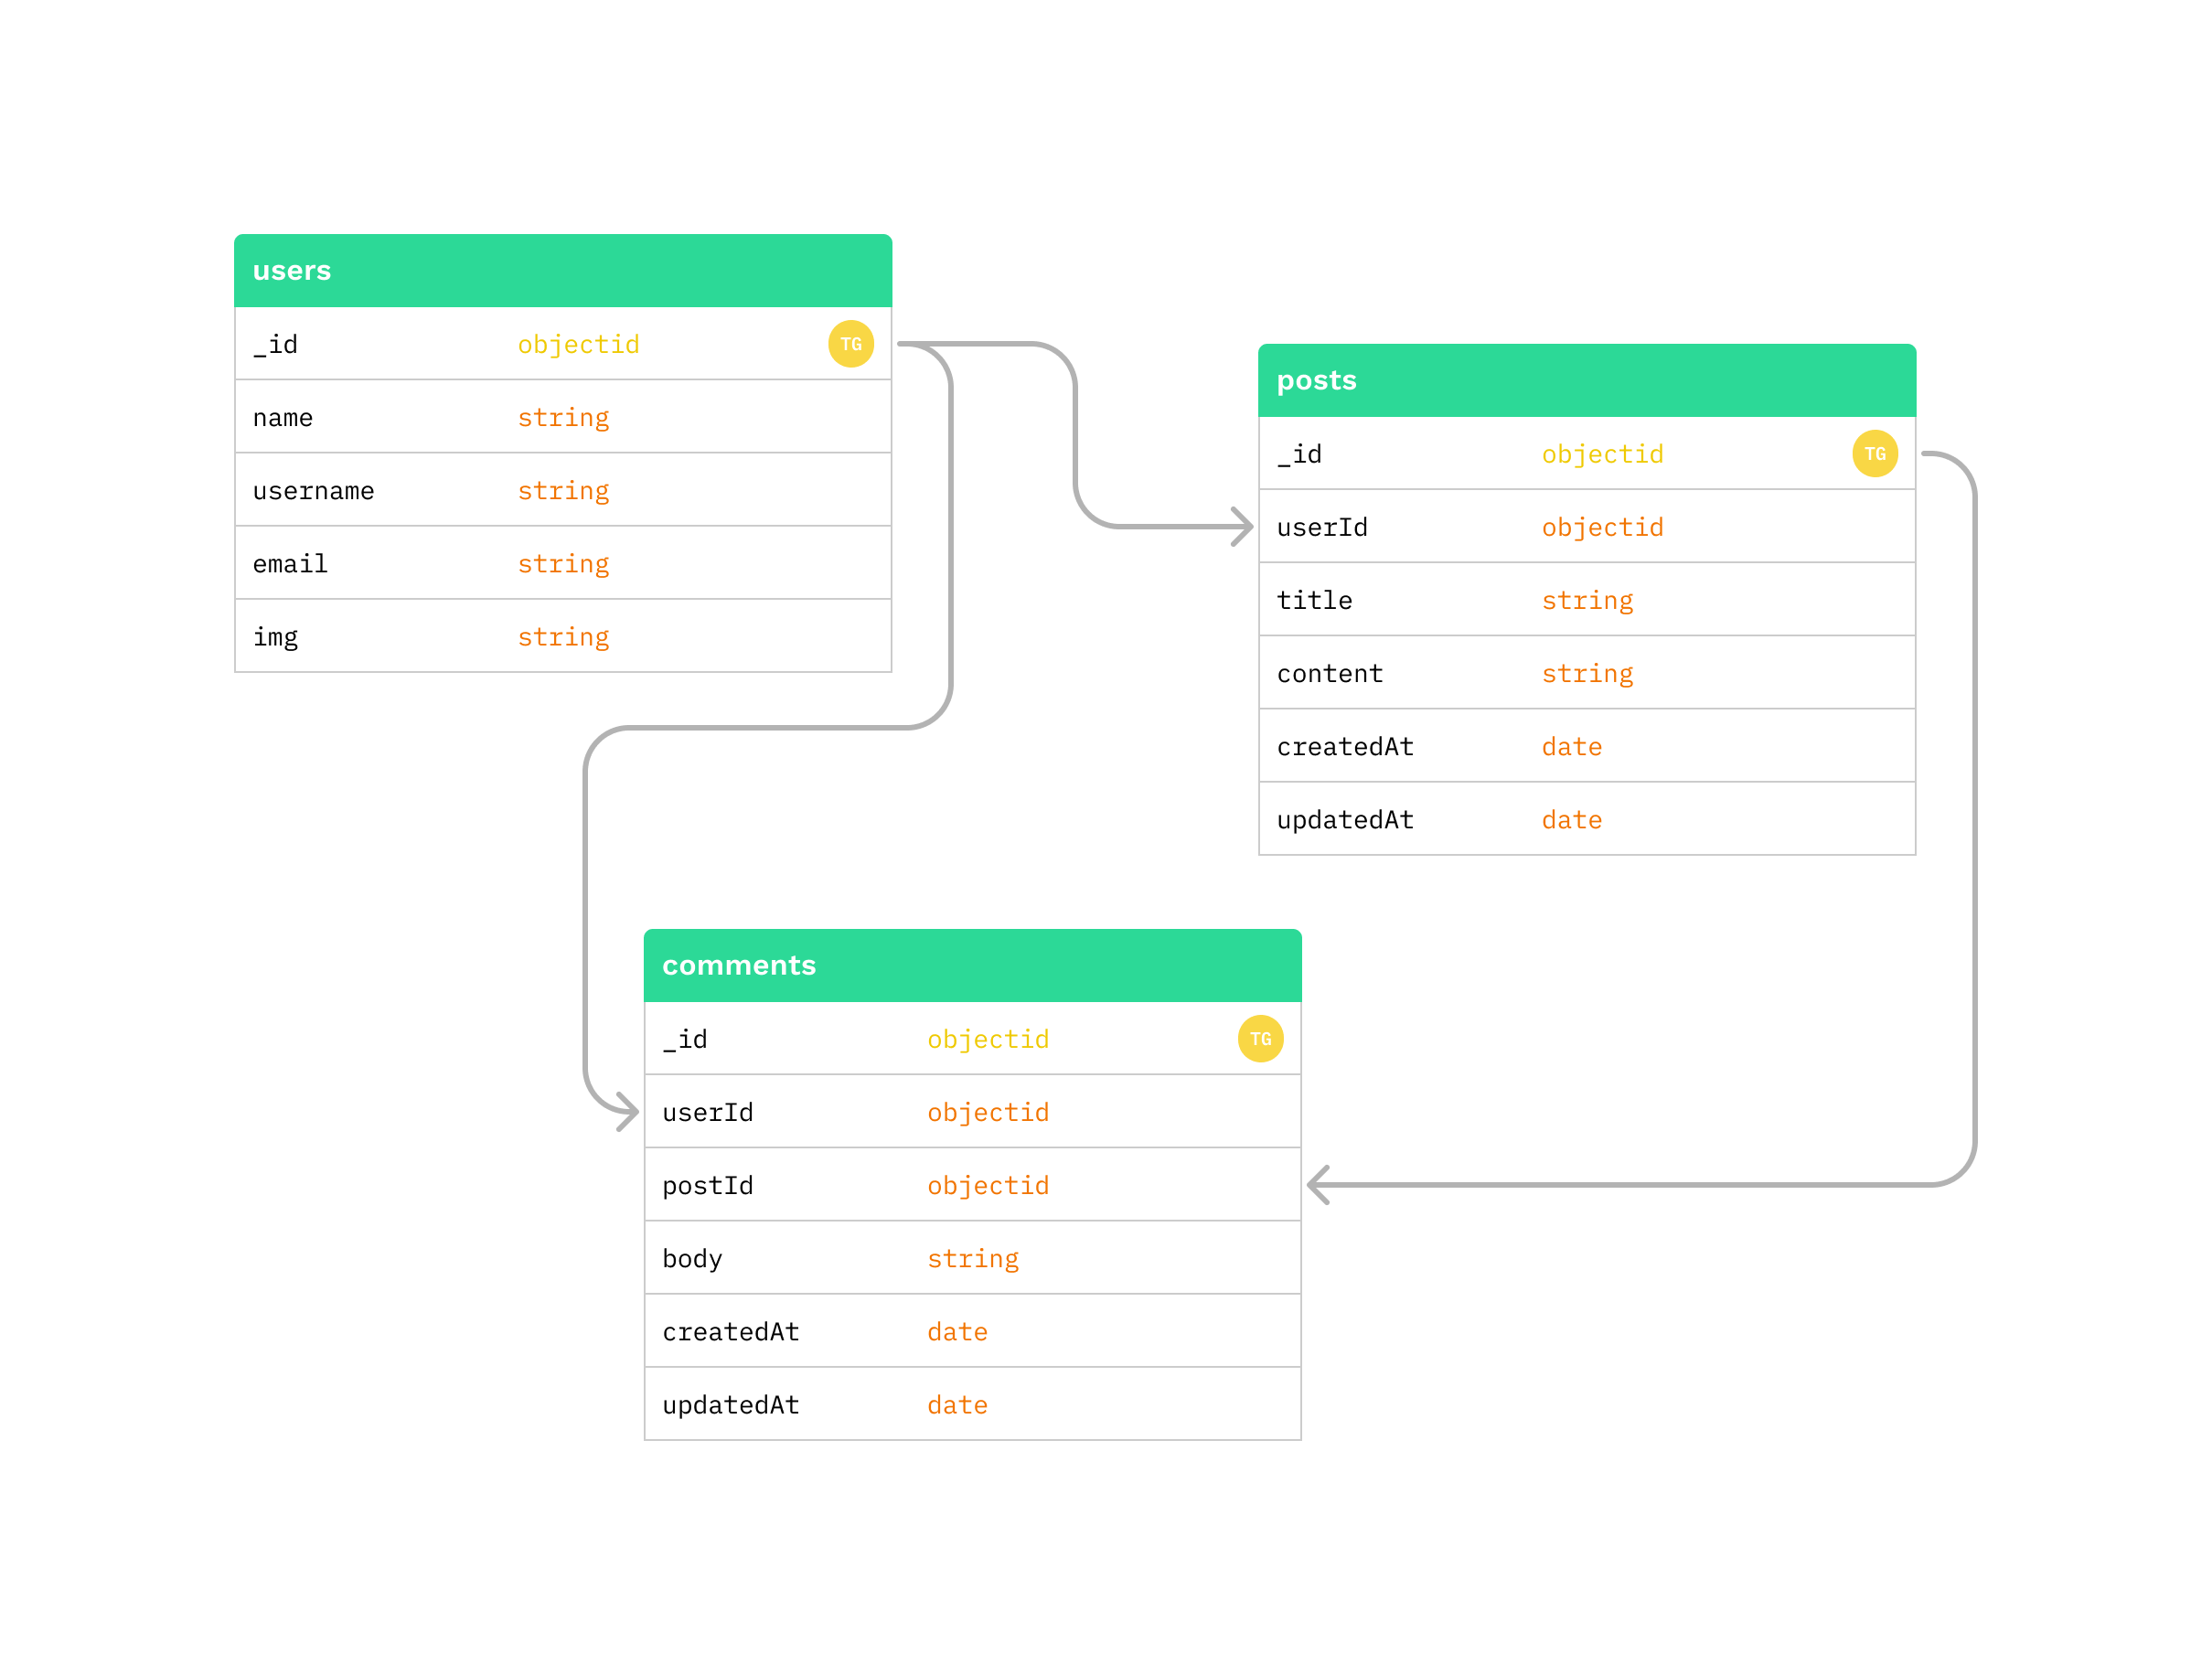 users
_id objectid TG
name string
username string
email string
img string
posts
_id objectid TG
userId objectid
title string
content string
createdAt date
updatedAt date
comments
_id objectid TG
userId objectid
postId objectid
body string
createdAt date
updatedAt date